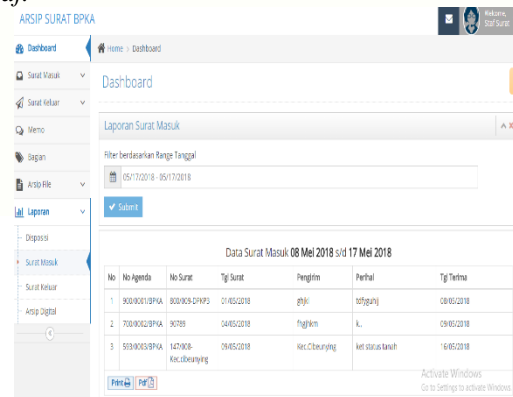 ARSIP SURAT BPKA
Welcome,
Staf Surat
Dashboard
Home > Dashboard
Surat Masuk
Surat Keluar
Memo
Bagian
Arsip File
Laporan
Disposisi
Surat Masuk
Surat Keluar
Arsip Digital
Dashboard
Laporan Surat Masuk
Filter berdasarkan Range Tanggal
05/17/2018 - 05/17/2018
Submit
Data Surat Masuk 08 Mei 2018 s/d 17 Mei 2018
No No Agenda No Surat Tgl Surat Pengirim Perihal Tgl Terima
1 900/0001/BPKA 800/009-DPKP3 01/05/2018 ghjkl tdfyguhij 08/05/2018
2 700/0002/BPKA 90789 04/05/2018 fhgjhkm k.. 09/05/2018
3 593/0003/BPKA 147/008- Kec.Cibeunying 09/05/2018 ket status tanah 16/05/2018
Kec.cibeunying
Print Pdf
Activate Windows
Go to Settings to activate Windows.